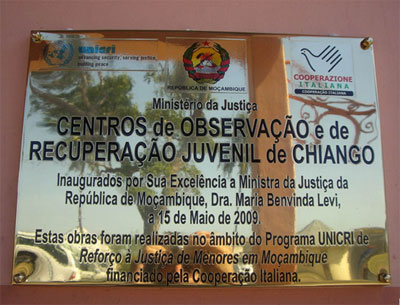 unicri
advancing security, serving justice,
building peace
REPÚBLICA DE MOÇAMBIQUE
COOPERAZIONE
ITALIANA
COOPERAÇÃO ITALIANA
Ministério da Justiça
CENTROS de OBSERVAÇÃO e de
RECUPERAÇÃO JUVENIL de CHIANGO
Inaugurados por Sua Excelência a Ministra da Justiça da
República de Moçambique, Dra. Maria Benvinda Levi,
a 15 de Maio de 2009.
Estas obras foram realizadas no âmbito do Programa UNICRI de
Reforço à Justiça de Menores em Moçambique
financiado pela Cooperação Italiana.